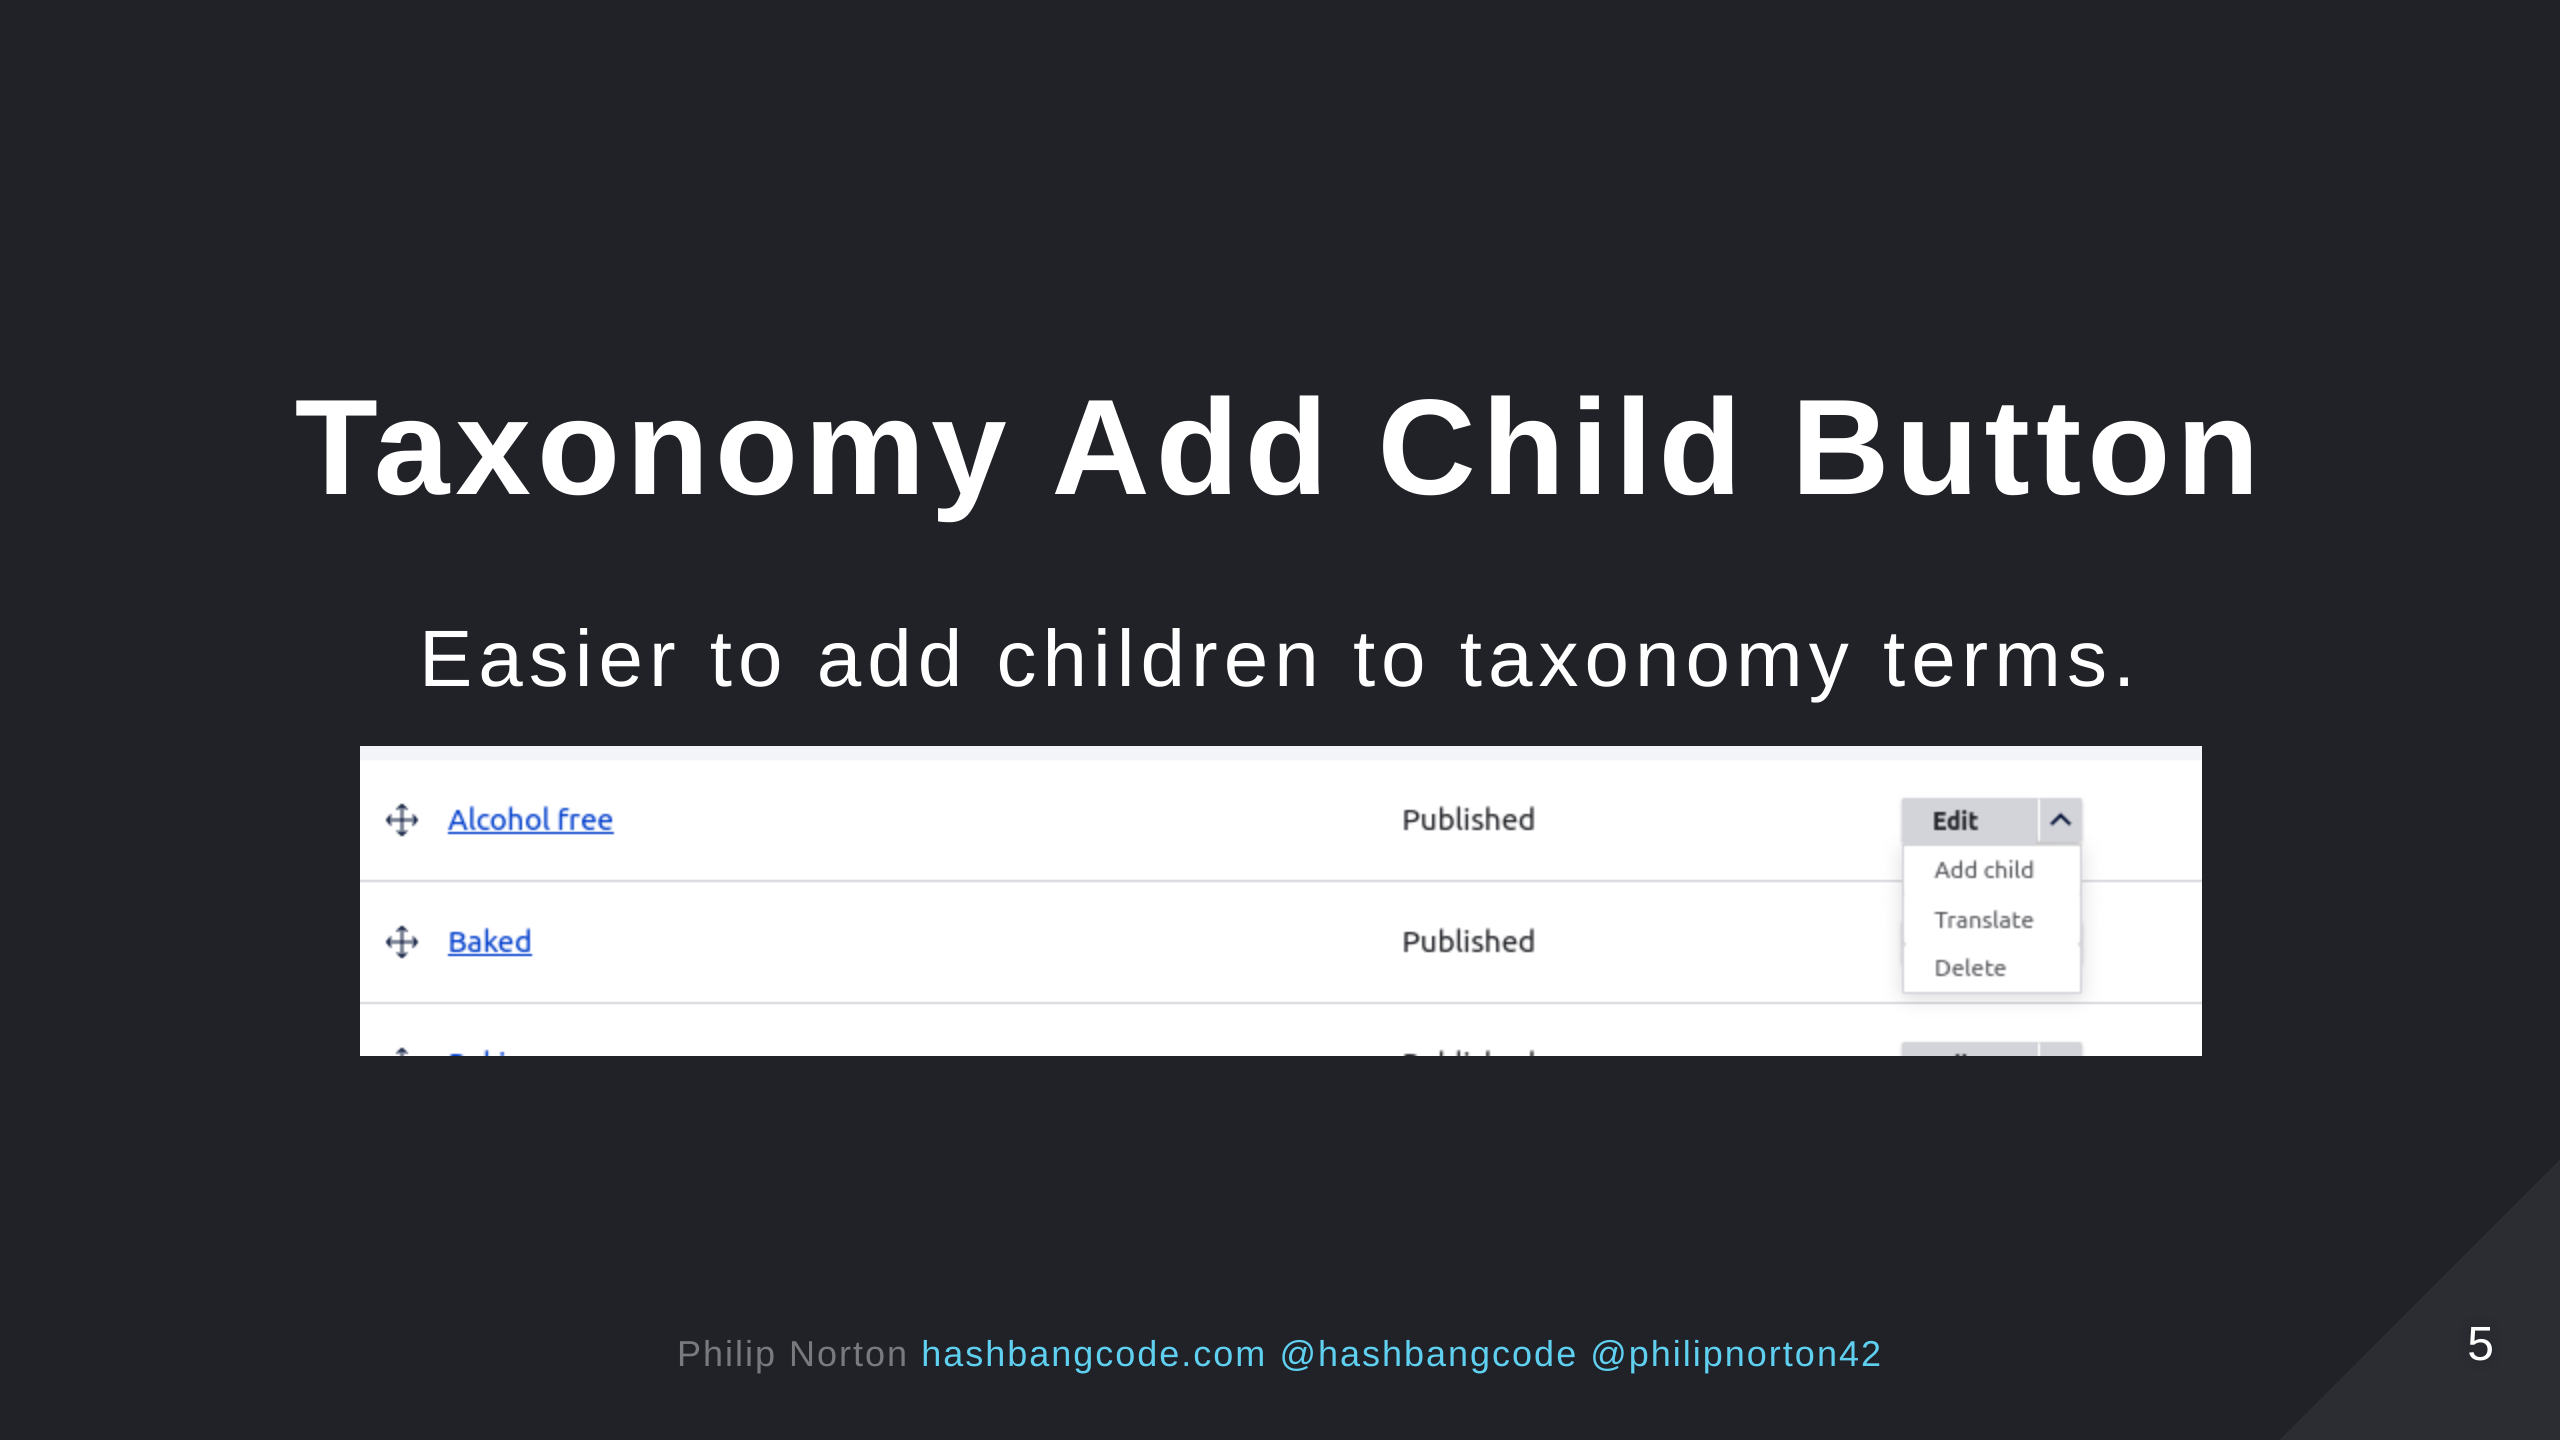 Taxonomy Add Child Button
Easier to add children to taxonomy terms.
Alcohol free Published Edit
Add child
Translate
Baked Published
Delete
Philip Norton hashbangcode.com @hashbangcode @philipnorton42
5